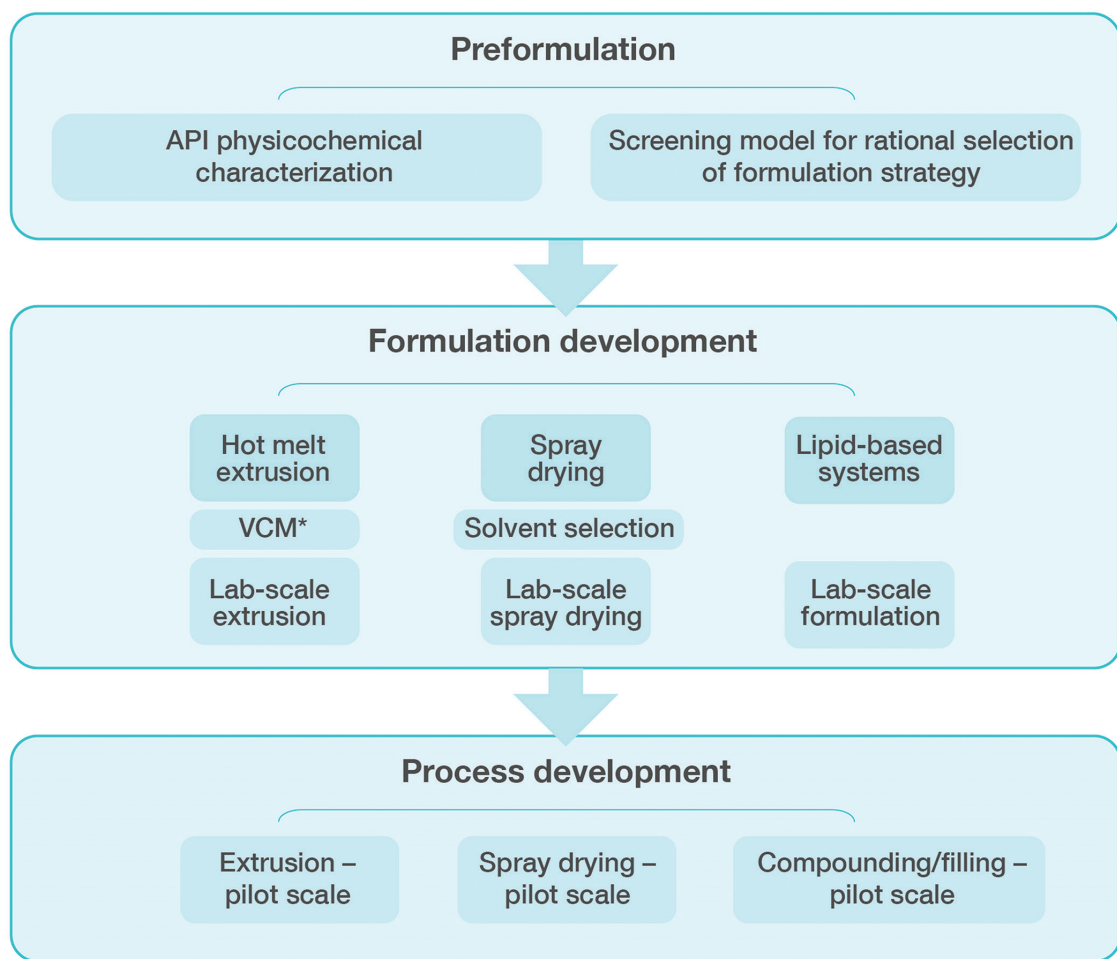 Preformulation
API physicochemical
characterization
Screening model for rational selection
of formulation strategy
Formulation development
Hot melt
extrusion
Spray
drying
Lipid-based
systems
VCM*
Solvent selection
Lab-scale
extrusion
Lab-scale
spray drying
Lab-scale
formulation
Process development
Extrusion –
pilot scale
Spray drying –
pilot scale
Compounding/filling –
pilot scale